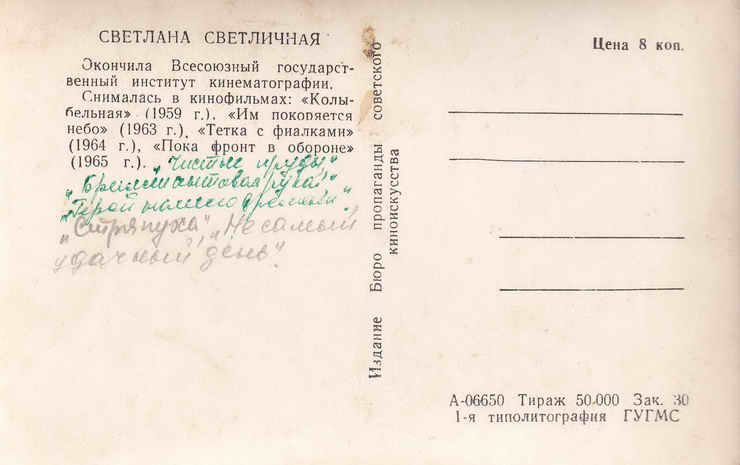 СВЕТЛАНА СВЕТЛИЧНАЯ
Окончила Всесоюзный государст-
венный институт кинематографии.
Снималась в кинофильмах: «Колы-
бельная» (1959 г.), «Им покоряется
небо» (1963 г.), «Тетка с фиалками»
(1964 г.), «Пока фронт в обороне»
(1965 г.). „Чистые пруды"
„Бриллиантовая рука"
„Герой нашего времени".
„Стряпуха", „Не самый
удачный день".
Издание Бюро пропаганды советского
киноискусства
Цена 8 коп.
А-06650 Тираж 50.000 Зак. 30
1-я типолитография ГУГМС